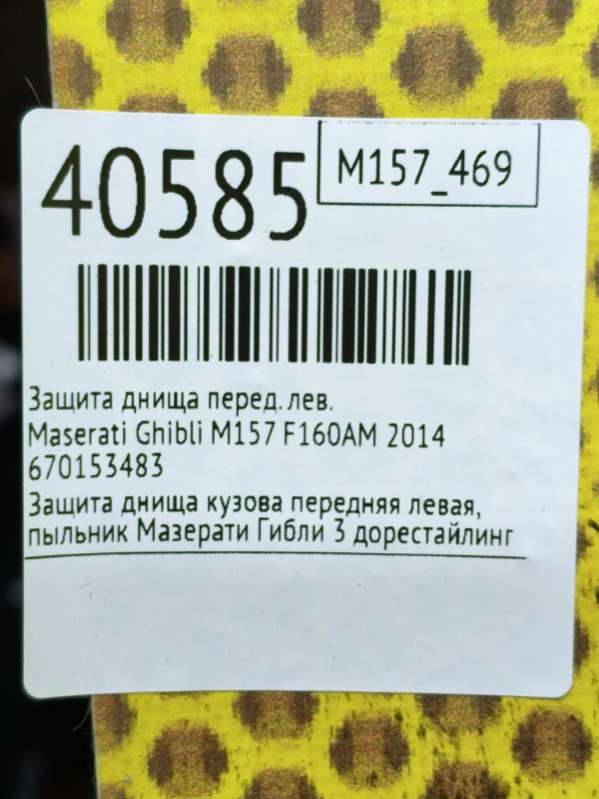 40585
M157_469
Защита днища перед. лев.
Maserati Ghibli M157 F160AM 2014
670153483
Защита днища кузова передняя левая,
пыльник Мазерати Гибли 3 дорестайлинг